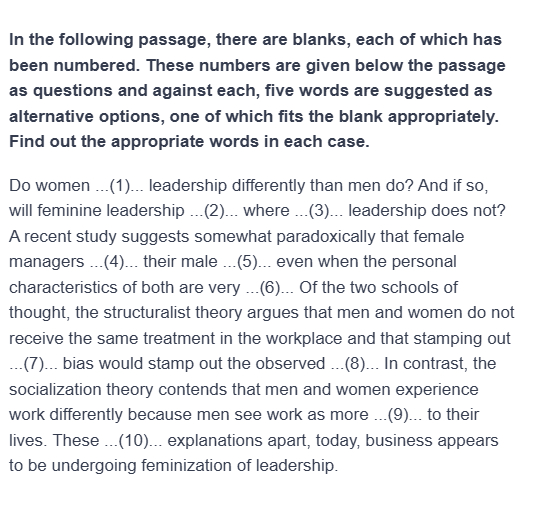 In the following passage, there are blanks, each of which has
been numbered. These numbers are given below the passage
as questions and against each, five words are suggested as
alternative options, one of which fits the blank appropriately.
Find out the appropriate words in each case.
Do women ...(1)... leadership differently than men do? And if so,
will feminine leadership ...(2)... where ...(3)... leadership does not?
A recent study suggests somewhat paradoxically that female
managers ...(4)... their male ...(5)... even when the personal
characteristics of both are very ...(6)... Of the two schools of
thought, the structuralist theory argues that men and women do not
receive the same treatment in the workplace and that stamping out
...(7)... bias would stamp out the observed ...(8)... In contrast, the
socialization theory contends that men and women experience
work differently because men see work as more ...(9)... to their
lives. These ...(10)... explanations apart, today, business appears
to be undergoing feminization of leadership.